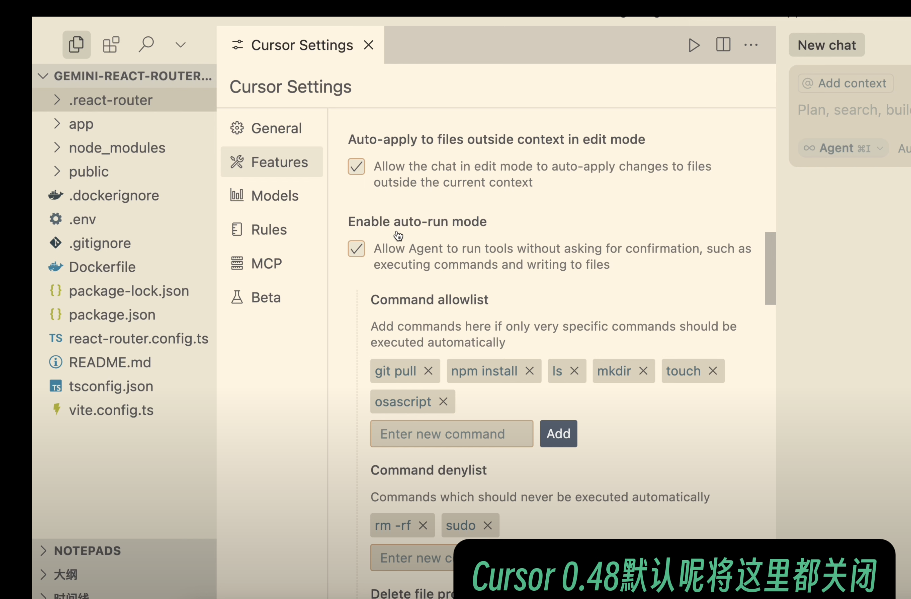 Cursor Settings
New chat
GEMINI-REACT-ROUTER...
.react-router
app
node_modules
public
.dockerignore
.env
.gitignore
Dockerfile
package-lock.json
package.json
TS react-router.config.ts
README.md
TS tsconfig.json
vite.config.ts
NOTEPADS
大纲
时间线
Cursor Settings
General
Features
Models
Rules
MCP
Beta
Auto-apply to files outside context in edit mode
Allow the chat in edit mode to auto-apply changes to files
outside the current context
Enable auto-run mode
Allow Agent to run tools without asking for confirmation, such as
executing commands and writing to files
Command allowlist
Add commands here if only very specific commands should be
executed automatically
git pull npm install ls mkdir touch
osascript
Enter new command Add
Command denylist
Commands which should never be executed automatically
rm -rf sudo
Enter new c
Delete file pro
@ Add context
Plan, search, buil
∞ Agent ⌘I Au
Cursor 0.48默认呢将这里都关闭